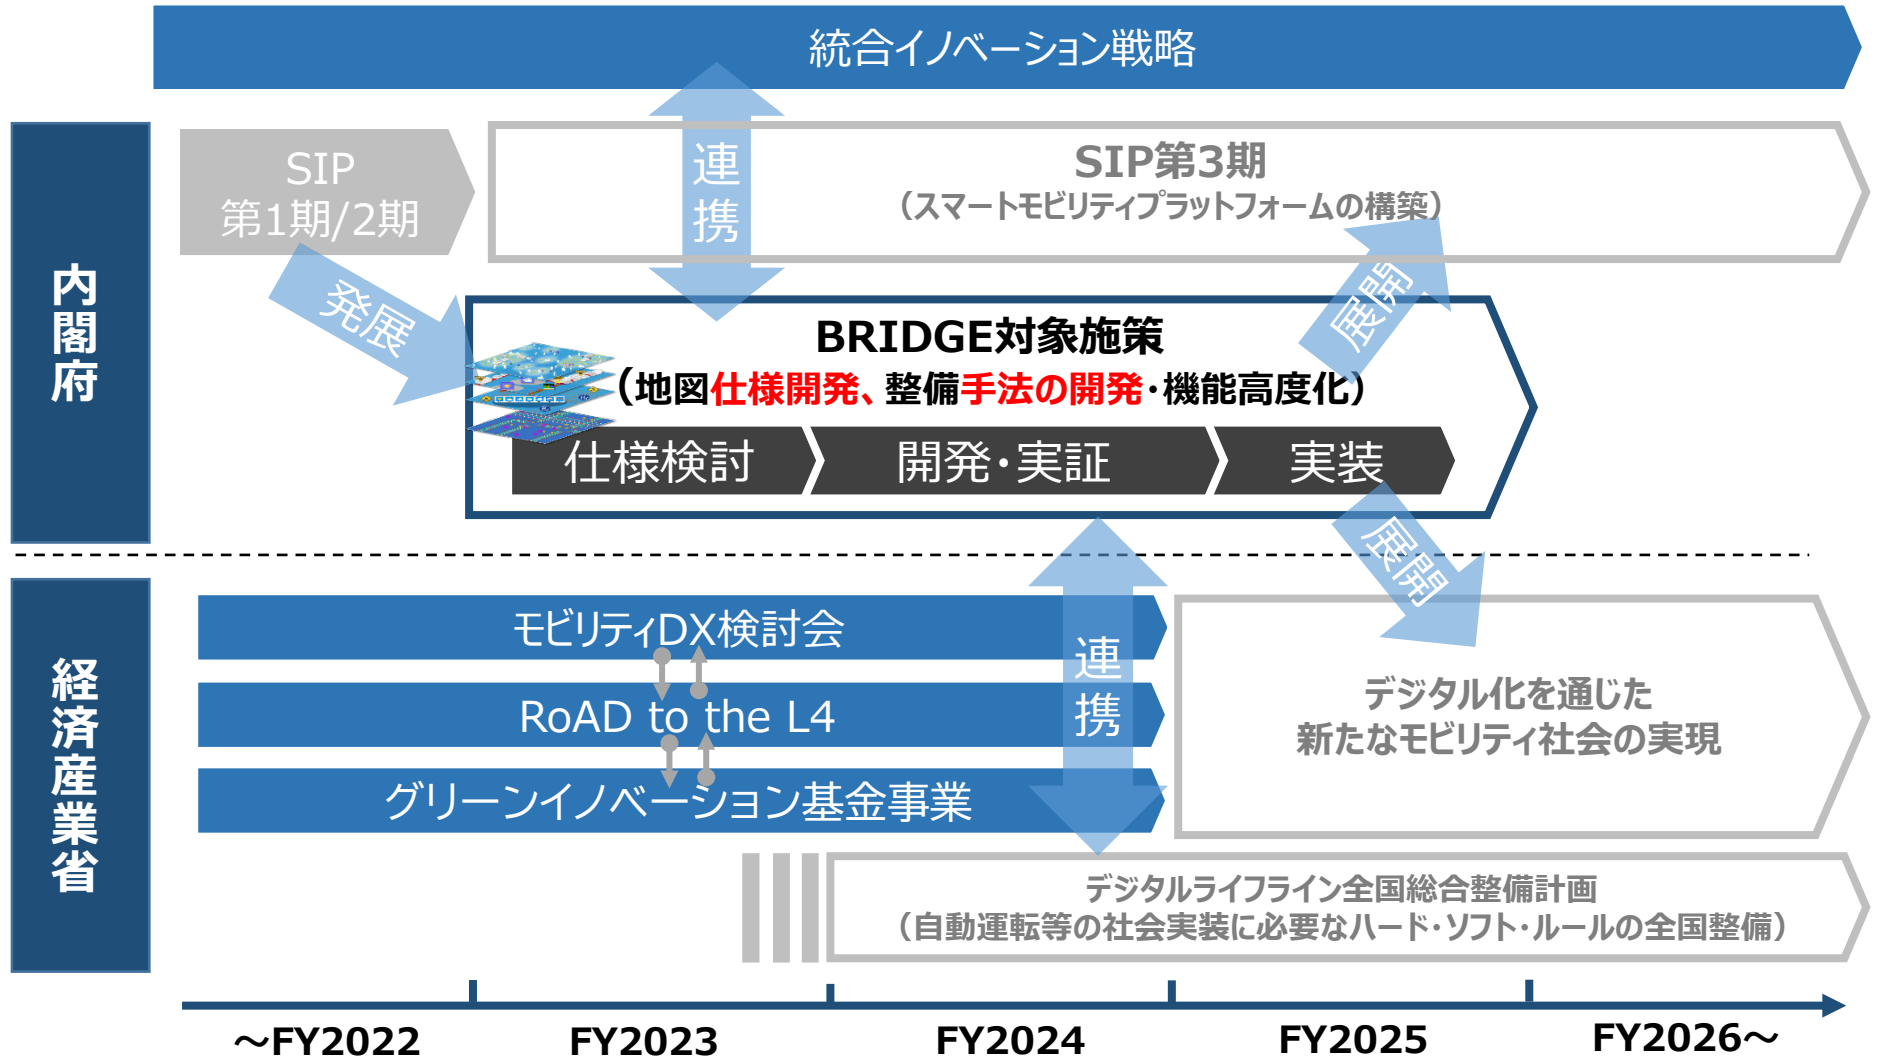 統合イノベーション戦略
内閣府
SIP
第1期/2期
連携
SIP第3期
（スマートモビリティプラットフォームの構築）
発展
展開
BRIDGE対象施策
（地図仕様開発、整備手法の開発・機能高度化）
仕様検討
開発・実証
実装
展開
経済産業省
モビリティDX検討会
RoAD to the L4
グリーンイノベーション基金事業
連携
デジタル化を通じた
新たなモビリティ社会の実現
デジタルライフライン全国総合整備計画
（自動運転等の社会実装に必要なハード・ソフト・ルールの全国整備）
～FY2022
FY2023
FY2024
FY2025
FY2026～